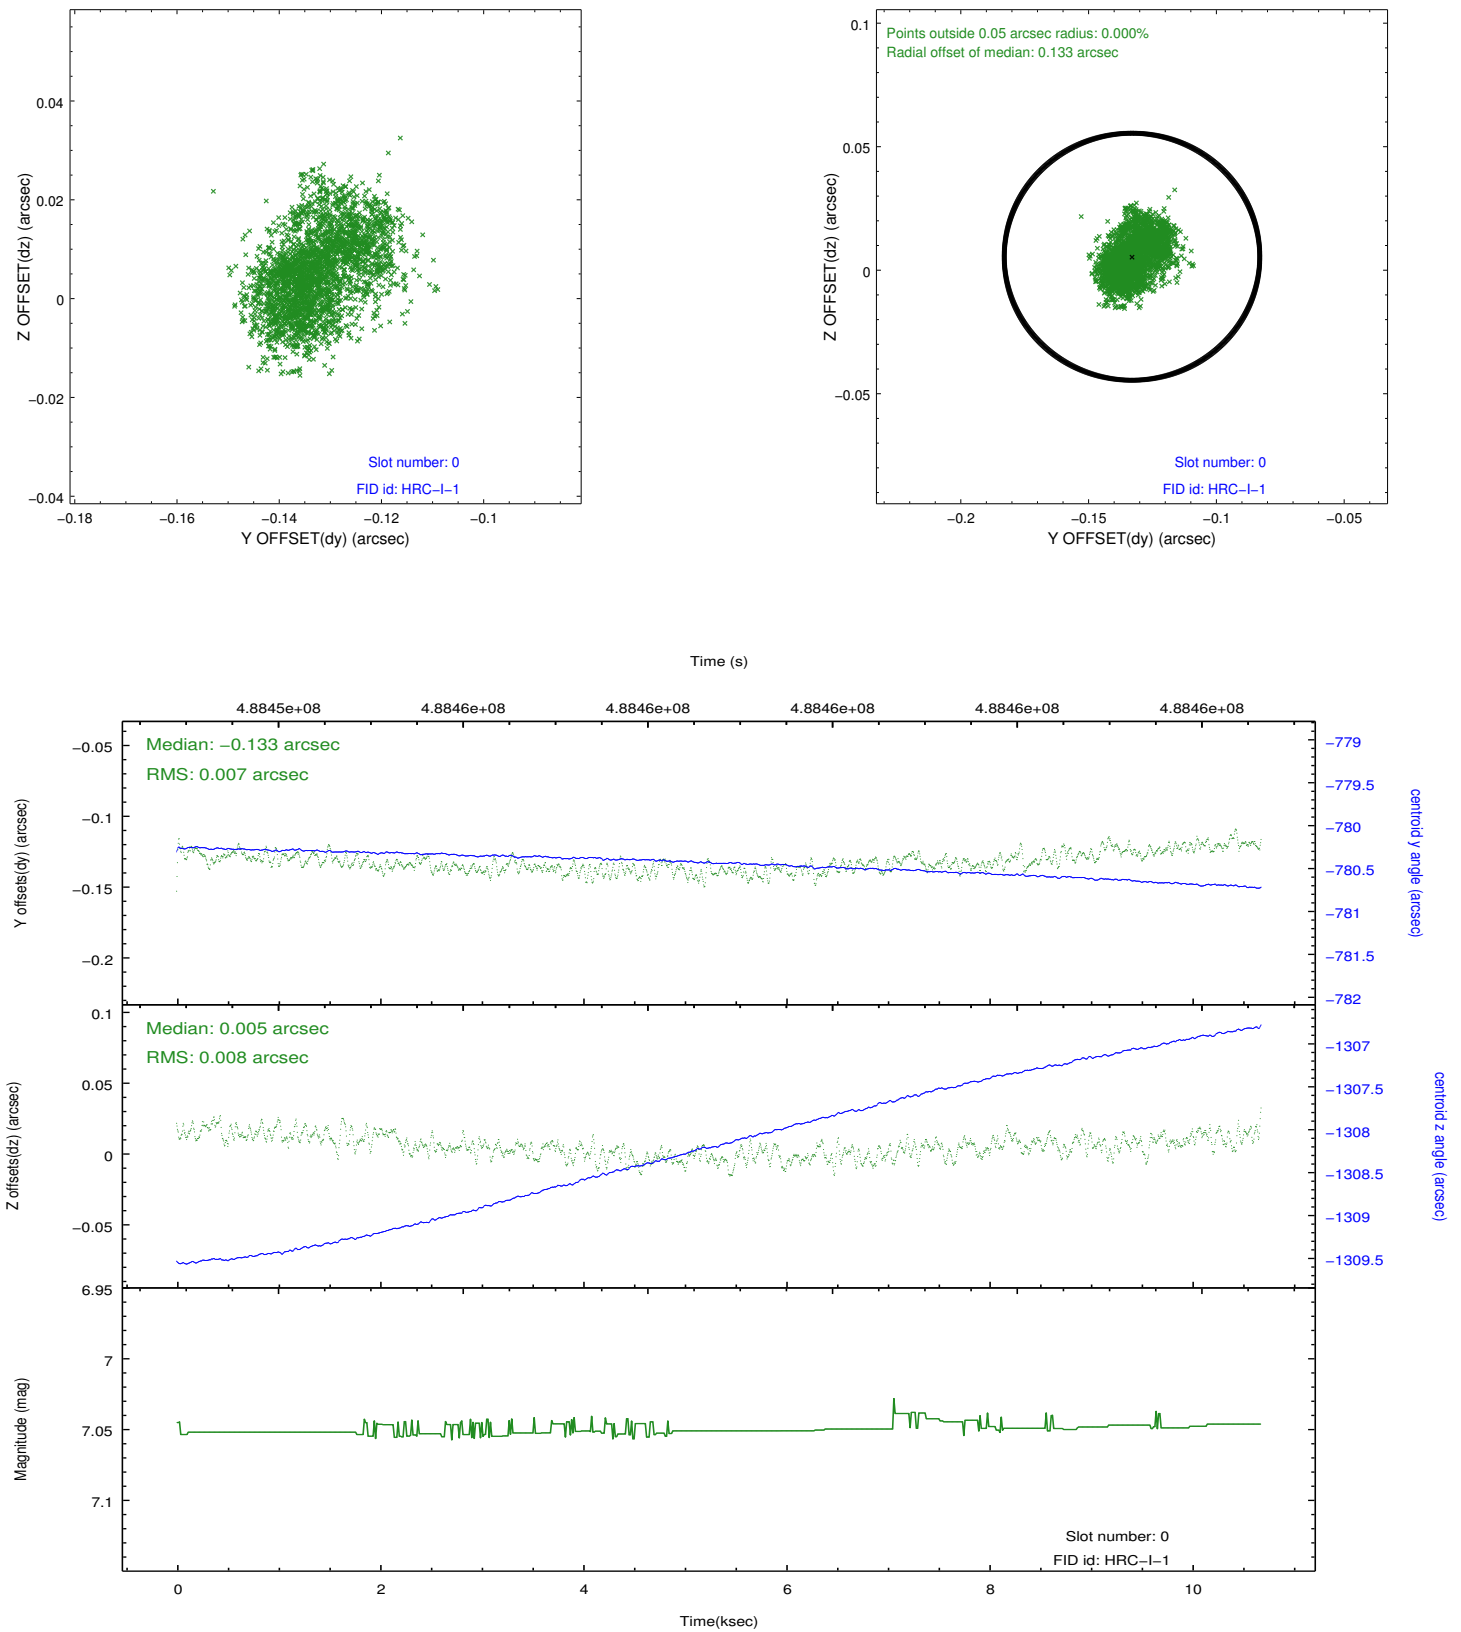 0.04
0.02
0
−0.02
−0.04
Z OFFSET(dz) (arcsec)
−0.18 −0.16 −0.14 −0.12 −0.1
Y OFFSET(dy) (arcsec)
Slot number: 0
FID id: HRC−I−1
Points outside 0.05 arcsec radius: 0.000%
Radial offset of median: 0.133 arcsec
0.1
0.05
0
−0.05
Z OFFSET(dz) (arcsec)
Slot number: 0
FID id: HRC−I−1
−0.2 −0.15 −0.1 −0.05
Y OFFSET(dy) (arcsec)
Time (s)
4.8845e+08 4.8846e+08 4.8846e+08 4.8846e+08 4.8846e+08 4.8846e+08
Median: −0.133 arcsec
RMS: 0.007 arcsec
−0.05
−0.1
−0.15
−0.2
Y offsets(dy) (arcsec)
−779
−779.5
−780
−780.5
−781
−781.5
−782
centroid y angle (arcsec)
Median: 0.005 arcsec
RMS: 0.008 arcsec
0.1
0.05
0
−0.05
Z offsets(dz) (arcsec)
−1307
−1307.5
−1308
−1308.5
−1309
−1309.5
centroid z angle (arcsec)
6.95
7
7.05
7.1
Magnitude (mag)
Slot number: 0
FID id: HRC−I−1
0 2 4 6 8 10
Time(ksec)